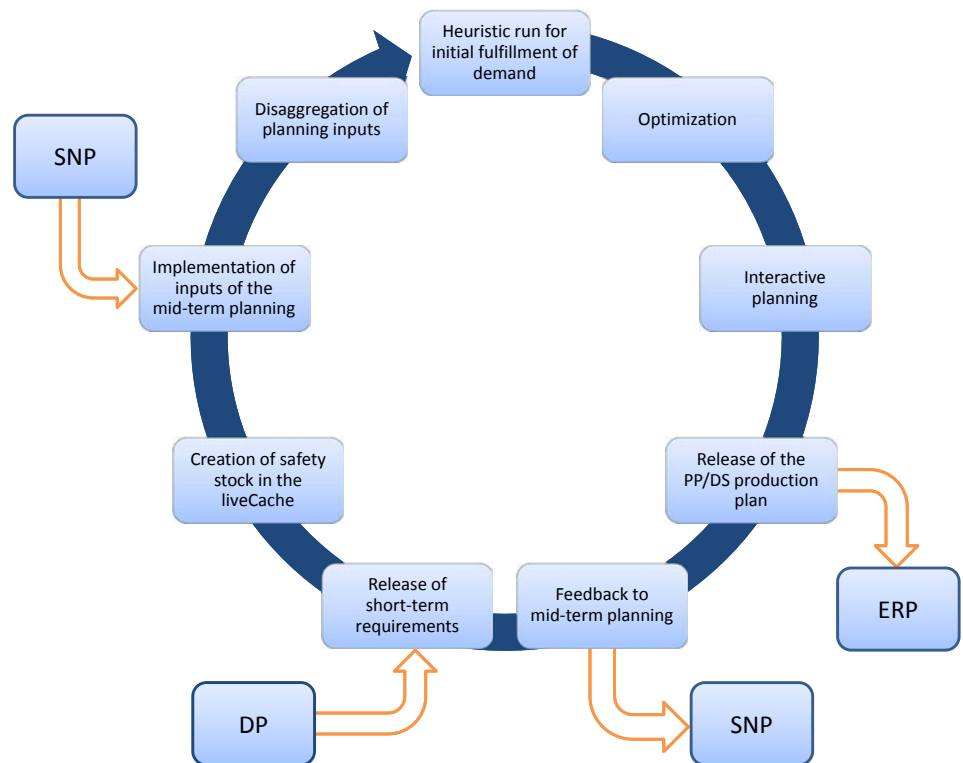 Heuristic run for
initial fulfillment of
demand
Optimization
Interactive
planning
Release of the
PP/DS production
plan
ERP
Feedback to
mid-term planning
SNP
Release of
short-term
requirements
DP
Creation of safety
stock in the
liveCache
Implementation of
inputs of the
mid-term planning
SNP
Disaggregation of
planning inputs